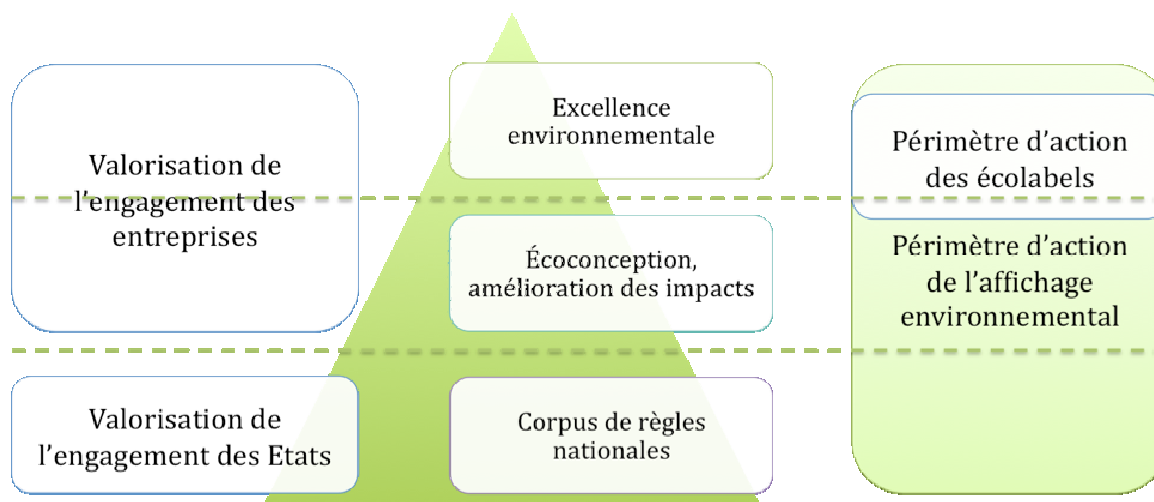 Valorisation de
l'engagement des
entreprises
Valorisation de
l'engagement des Etats
Excellence
environnementale
Écoconception,
amélioration des impacts
Corpus de règles
nationales
Périmètre d'action
des écolabels
Périmètre d'action
de l'affichage
environnemental